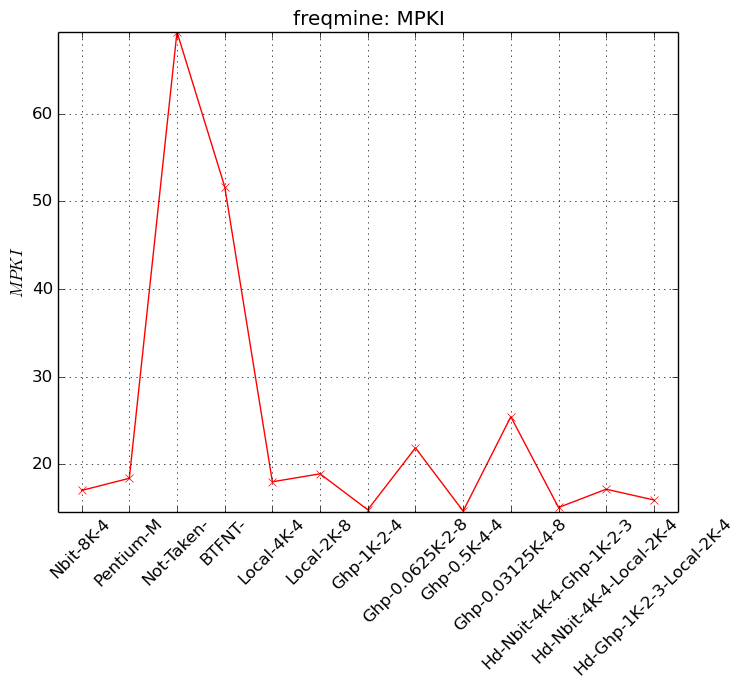 freqmine: MPKI
MPKI
60
50
40
30
20
Nbit-8K-4
Pentium-M
Not-Taken-
BTFNT-
Local-4K-4
Local-2K-8
Ghp-1K-2-4
Ghp-0.0625K-2-8
Ghp-0.5K-4-4
Ghp-0.03125K-4-8
Hd-Nbit-4K-4-Ghp-1K-2-3
Hd-Nbit-4K-4-Local-2K-4
Hd-Ghp-1K-2-3-Local-2K-4